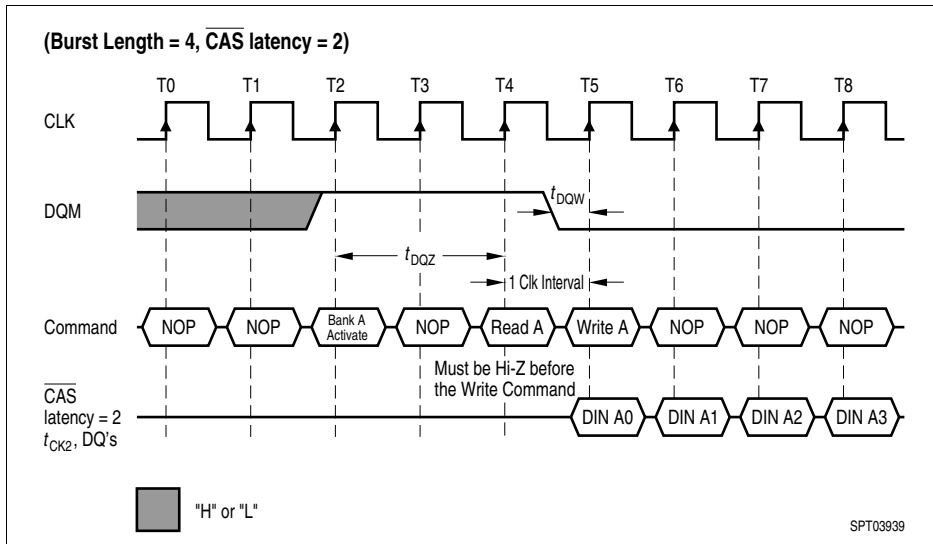 (Burst Length = 4, CAS latency = 2)
T0 T1 T2 T3 T4 T5 T6 T7 T8
CLK
DQM
tDQW
tDQZ
1 Clk Interval
Command
NOP NOP Bank A Activate NOP Read A Write A NOP NOP NOP
Must be Hi-Z before
the Write Command
CAS
latency = 2
tCK2, DQ's
DIN A0 DIN A1 DIN A2 DIN A3
"H" or "L"
SPT03939